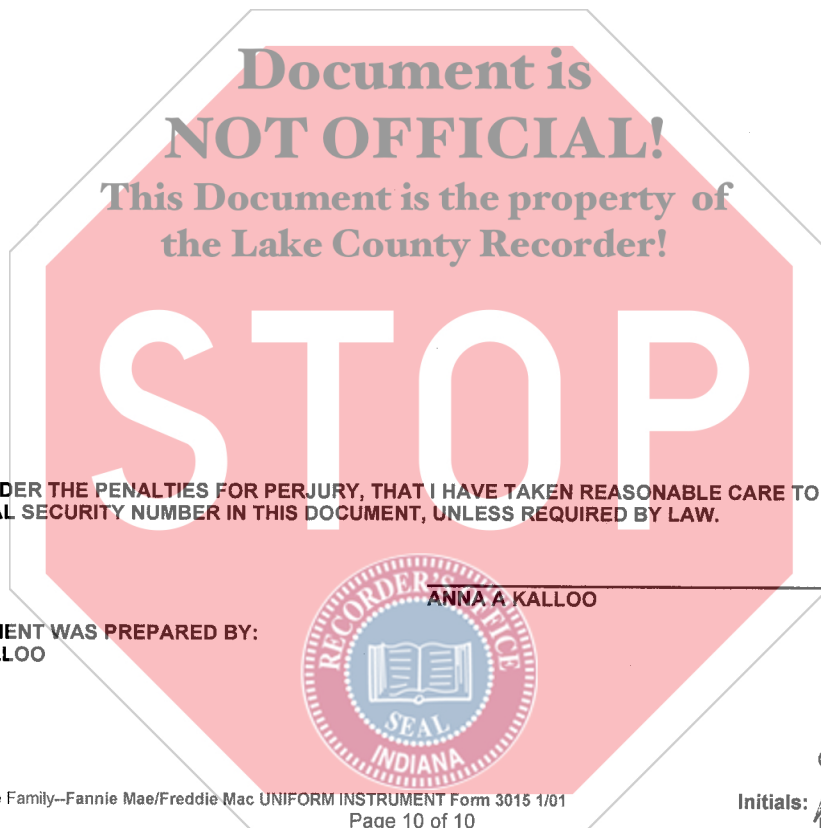 Document is
NOT OFFICIAL!
This Document is the property of
the Lake County Recorder!
STOP
DER THE PENALTIES FOR PERJURY, THAT I HAVE TAKEN REASONABLE CARE TO
SECURITY NUMBER IN THIS DOCUMENT, UNLESS REQUIRED BY LAW.
ANNA A KALLOO
ENT WAS PREPARED BY:
LOO
RECORDER'S OFFICE
SEAL
INDIANA
Family--Fannie Mae/Freddie Mac UNIFORM INSTRUMENT Form 3015 1/01
Page 10 of 10
Initials: